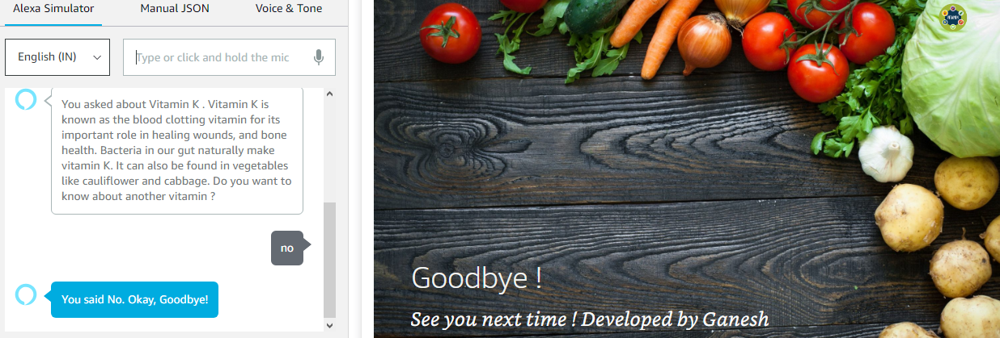 Alexa Simulator
Manual JSON
Voice & Tone
English (IN)
Type or click and hold the mic
You asked about Vitamin K . Vitamin K is
known as the blood clotting vitamin for its
important role in healing wounds, and bone
health. Bacteria in our gut naturally make
vitamin K. It can also be found in vegetables
like cauliflower and cabbage. Do you want to
know about another vitamin ?
no
You said No. Okay, Goodbye!
Goodbye !
See you next time ! Developed by Ganesh